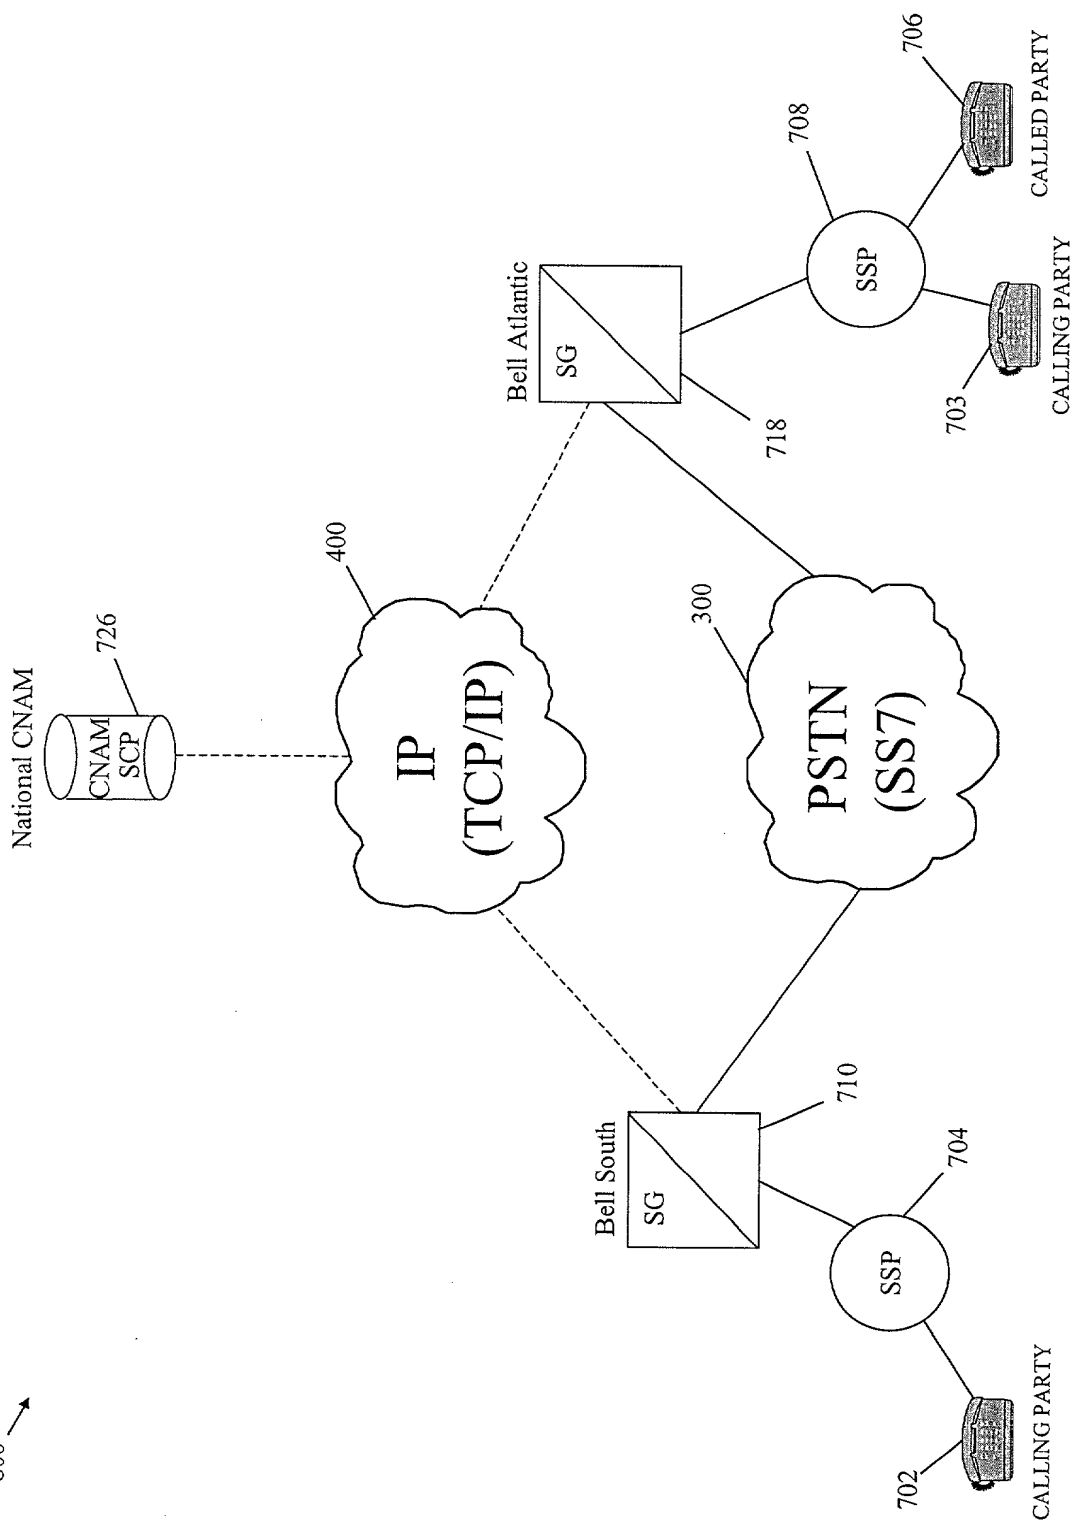 National CNAM
CNAM
SCP
726
400
IP
(TCP/IP)
Bell South
SG
710
Bell Atlantic
SG
718
300
PSTN
(SS7)
SSP
704
702
CALLING PARTY
SSP
708
703
CALLING PARTY
706
CALLED PARTY